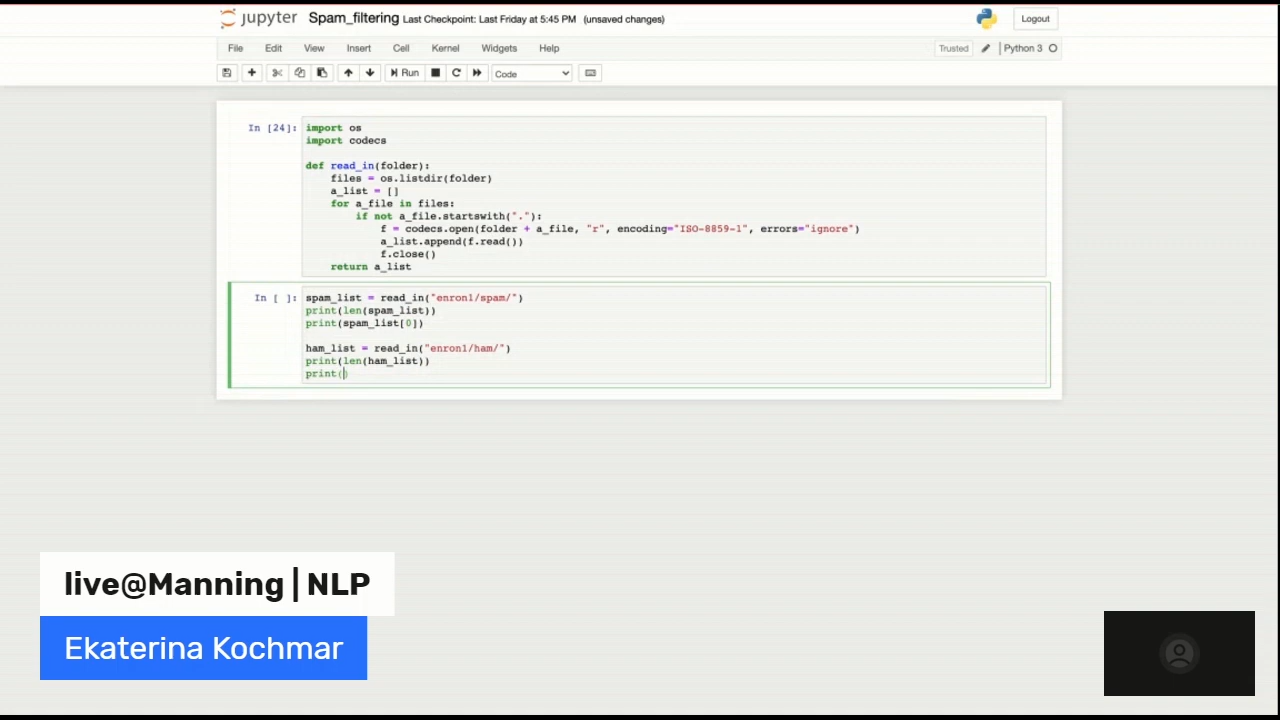 jupyter Spam_filtering Last Checkpoint: Last Friday at 5:45 PM (unsaved changes) Logout
File Edit View Insert Cell Kernel Widgets Help Trusted Python 3
Run Code
In [24]: import os
import codecs
def read_in(folder):
files = os.listdir(folder)
a_list = []
for a_file in files:
if not a_file.startswith("."):
f = codecs.open(folder + a_file, "r", encoding="ISO-8859-1", errors="ignore")
a_list.append(f.read())
f.close()
return a_list
In [ ]: spam_list = read_in("enron1/spam/")
print(len(spam_list))
print(spam_list[0])
ham_list = read_in("enron1/ham/")
print(len(ham_list))
print()
live@Manning | NLP
Ekaterina Kochmar